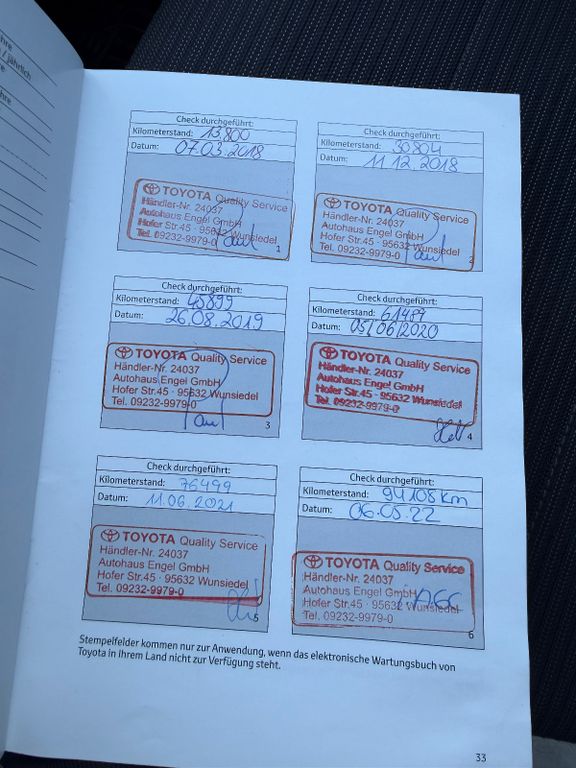 Check durchgeführt:
Kilometerstand: 13800
Datum: 07.03.2018
TOYOTA Quality Service
Händler-Nr. 24037
Autohaus Engel GmbH
Hofer Str.45 · 95632 Wunsiedel
Tel. 09232-9979-0
1
Check durchgeführt:
Kilometerstand: 30804
Datum: 11.12.2018
TOYOTA Quality Service
Händler-Nr. 24037
Autohaus Engel GmbH
Hofer Str.45 · 95632 Wunsiedel
Tel. 09232-9979-0
2
Check durchgeführt:
Kilometerstand: 45899
Datum: 26.08.2019
TOYOTA Quality Service
Händler-Nr. 24037
Autohaus Engel GmbH
Hofer Str.45 · 95632 Wunsiedel
Tel. 09232-9979-0
3
Check durchgeführt:
Kilometerstand: 61489
Datum: 05/06/2020
TOYOTA Quality Service
Händler-Nr. 24037
Autohaus Engel GmbH
Hofer Str.45 · 95632 Wunsiedel
Tel. 09232-9979-0
4
Check durchgeführt:
Kilometerstand: 76499
Datum: 11.06.2021
TOYOTA Quality Service
Händler-Nr. 24037
Autohaus Engel GmbH
Hofer Str.45 · 95632 Wunsiedel
Tel. 09232-9979-0
5
Check durchgeführt:
Kilometerstand: 94108 km
Datum: 06.05.22
TOYOTA Quality Service
Händler-Nr. 24037
Autohaus Engel GmbH
Hofer Str.45 · 95632 Wunsiedel
Tel. 09232-9979-0
6
Stempelfelder kommen nur zur Anwendung, wenn das elektronische Wartungsbuch von
Toyota in Ihrem Land nicht zur Verfügung steht.
33